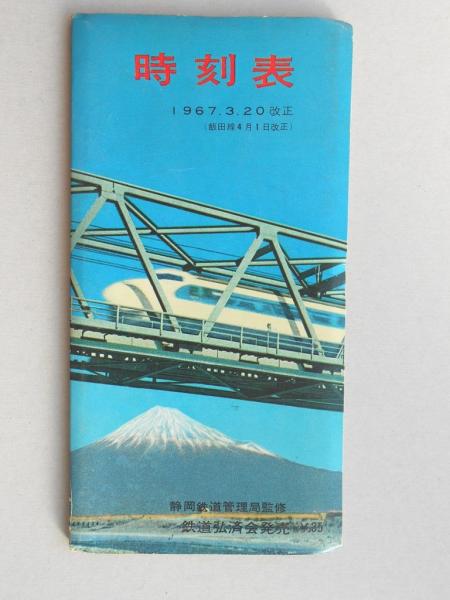 時刻表
1967.3.20改正
(飯田線4月1日改正)
静岡鉄道管理局監修
鉄道弘済会発売 ¥35